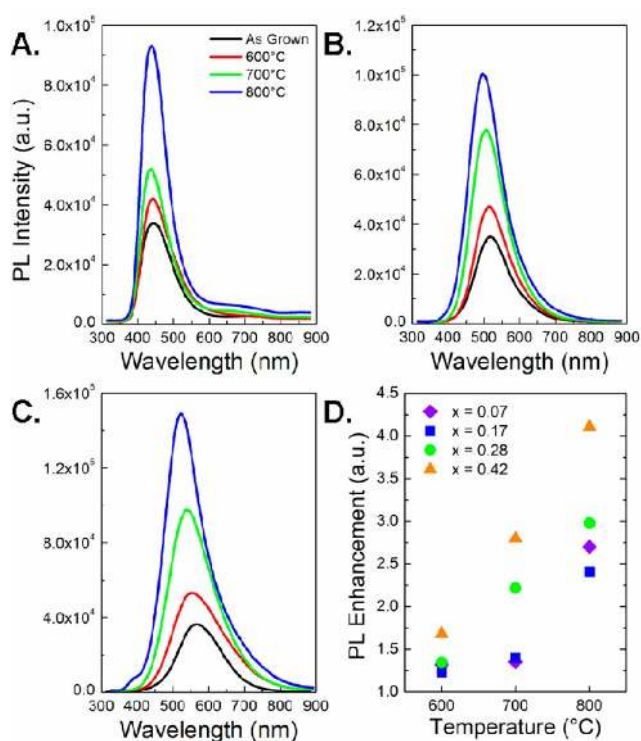 A.
PL Intensity (a.u.)
1.0x10⁵
8.0x10⁴
6.0x10⁴
4.0x10⁴
2.0x10⁴
0.0
As Grown
600°C
700°C
800°C
300 400 500 600 700 800 900
Wavelength (nm)
B.
1.2x10⁵
1.0x10⁵
8.0x10⁴
6.0x10⁴
4.0x10⁴
2.0x10⁴
300 400 500 600 700 800 900
Wavelength (nm)
C.
1.6x10⁵
1.2x10⁵
8.0x10⁴
4.0x10⁴
0.0
300 400 500 600 700 800 900
Wavelength (nm)
D.
PL Enhancement (a.u.)
4.5
4.0
3.5
3.0
2.5
2.0
1.5
1.0
x = 0.07
x = 0.17
x = 0.28
x = 0.42
600 700 800
Temperature (°C)